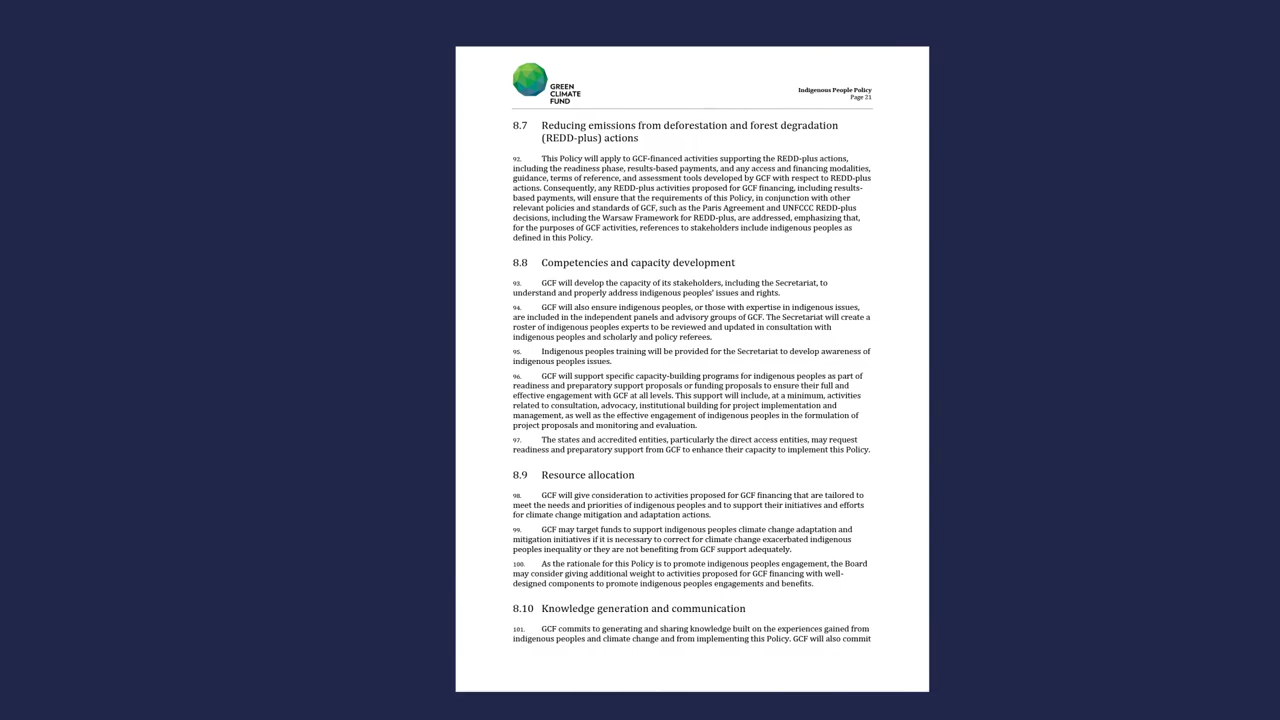 GREEN
CLIMATE
FUND
Indigenous People Policy
Page 21
8.7 Reducing emissions from deforestation and forest degradation
(REDD-plus) actions
92. This Policy will apply to GCF-financed activities supporting the REDD-plus actions,
including the readiness phase, results-based payments, and any access and financing modalities,
guidance, terms of reference, and assessment tools developed by GCF with respect to REDD-plus
actions. Consequently, any REDD-plus activities proposed for GCF financing, including results-
based payments, will ensure that the requirements of this Policy, in conjunction with other
relevant policies and standards of GCF, such as the Paris Agreement and UNFCCC REDD-plus
decisions, including the Warsaw Framework for REDD-plus, are addressed, emphasizing that,
for the purposes of GCF activities, references to stakeholders include indigenous peoples as
defined in this Policy.
8.8 Competencies and capacity development
93. GCF will develop the capacity of its stakeholders, including the Secretariat, to
understand and properly address indigenous peoples' issues and rights.
94. GCF will also ensure indigenous peoples, or those with expertise in indigenous issues,
are included in the independent panels and advisory groups of GCF. The Secretariat will create a
roster of indigenous peoples experts to be reviewed and updated in consultation with
indigenous peoples and scholarly and policy referees.
95. Indigenous peoples training will be provided for the Secretariat to develop awareness of
indigenous peoples issues.
96. GCF will support specific capacity-building programs for indigenous peoples as part of
readiness and preparatory support proposals or funding proposals to ensure their full and
effective engagement with GCF at all levels. This support will include, at a minimum, activities
related to consultation, advocacy, institutional building for project implementation and
management, as well as the effective engagement of indigenous peoples in the formulation of
project proposals and monitoring and evaluation.
97. The states and accredited entities, particularly the direct access entities, may request
readiness and preparatory support from GCF to enhance their capacity to implement this Policy.
8.9 Resource allocation
98. GCF will give consideration to activities proposed for GCF financing that are tailored to
meet the needs and priorities of indigenous peoples and to support their initiatives and efforts
for climate change mitigation and adaptation actions.
99. GCF may target funds to support indigenous peoples climate change adaptation and
mitigation initiatives if it is necessary to correct for climate change exacerbated indigenous
peoples inequality or they are not benefiting from GCF support adequately.
100. As the rationale for this Policy is to promote indigenous peoples engagement, the Board
may consider giving additional weight to activities proposed for GCF financing with well-
designed components to promote indigenous peoples engagements and benefits.
8.10 Knowledge generation and communication
101. GCF commits to generating and sharing knowledge built on the experiences gained from
indigenous peoples and climate change and from implementing this Policy. GCF will also commit